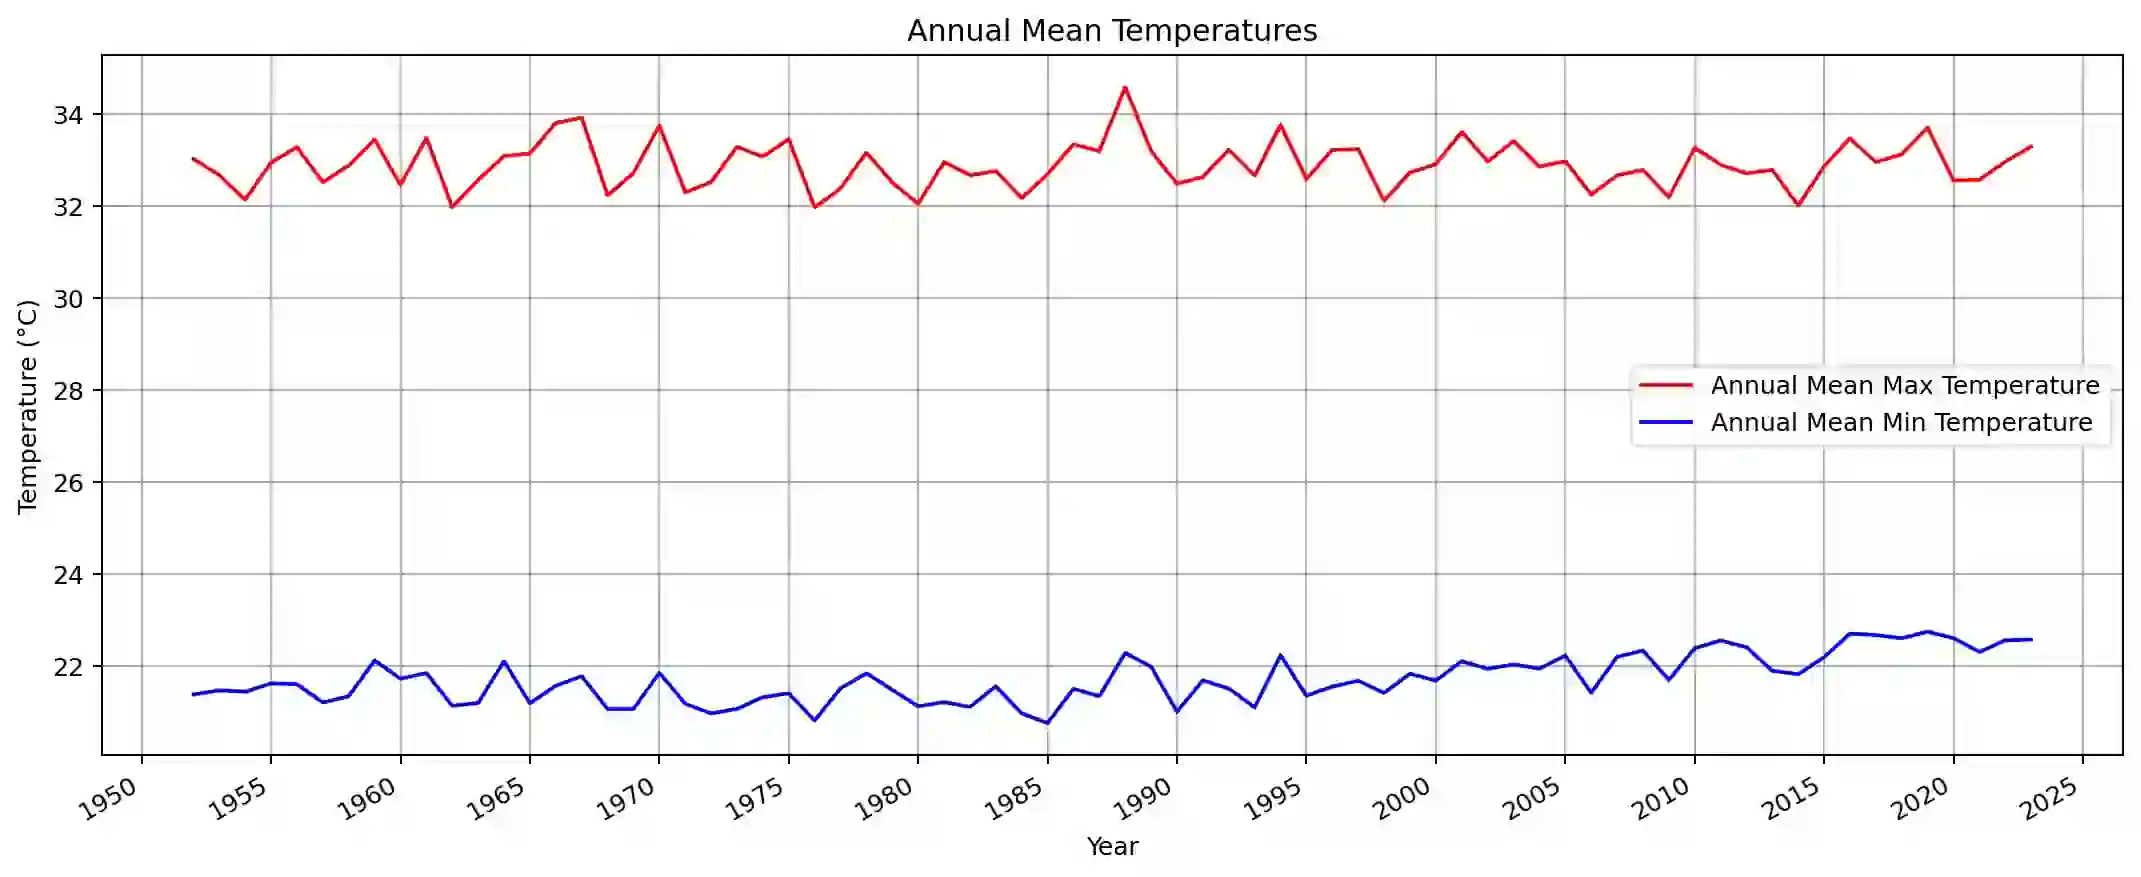 Annual Mean Temperatures
34
32
30
28
26
24
22
Temperature (°C)
Annual Mean Max Temperature
Annual Mean Min Temperature
1950 1955 1960 1965 1970 1975 1980 1985 1990 1995 2000 2005 2010 2015 2020 2025
Year